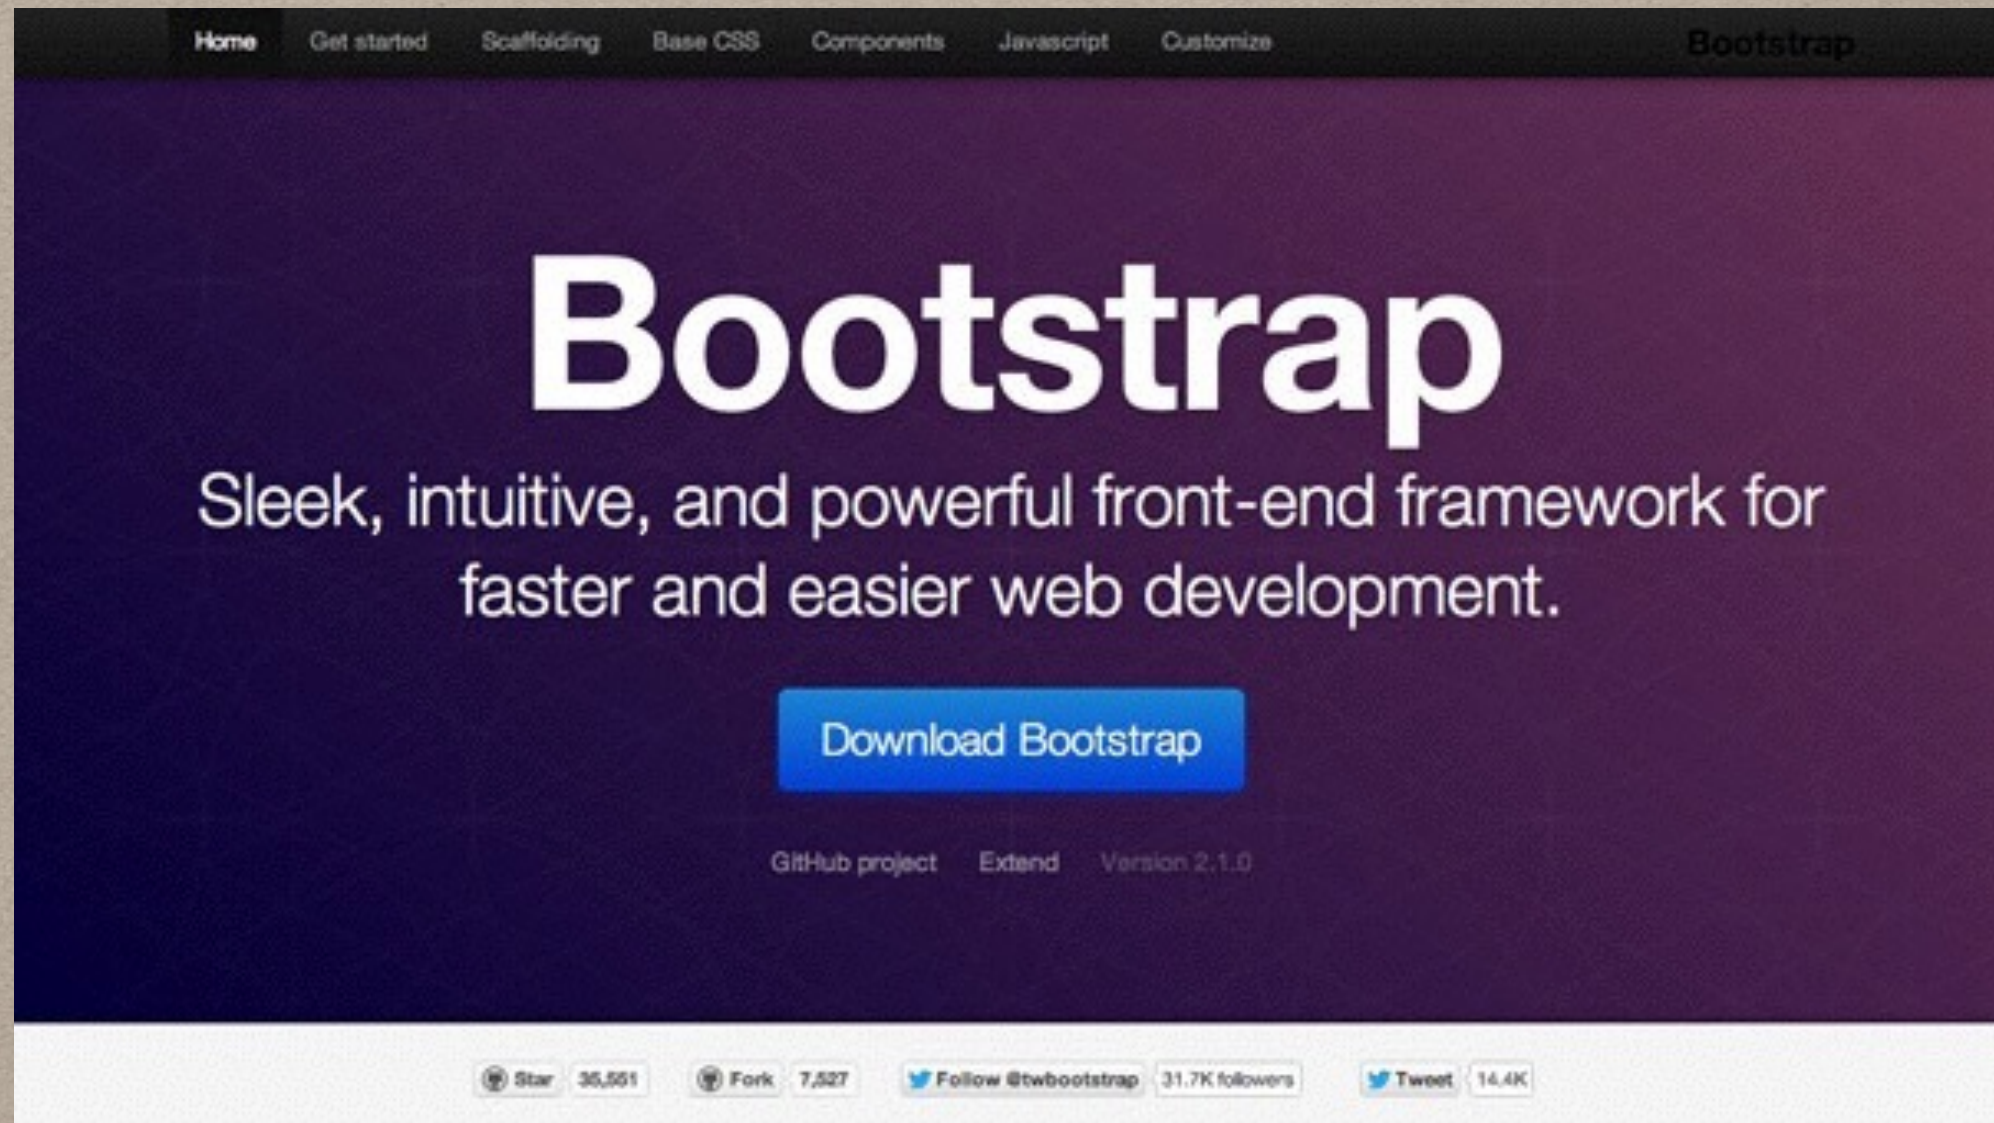 Home Get started Scaffolding Base CSS Components Javascript Customize Bootstrap
Bootstrap
Sleek, intuitive, and powerful front-end framework for
faster and easier web development.
Download Bootstrap
GitHub project Extend Version 2.1.0
Star 35,551 Fork 7,527 Follow @twbootstrap 31.7K followers Tweet 14.4K